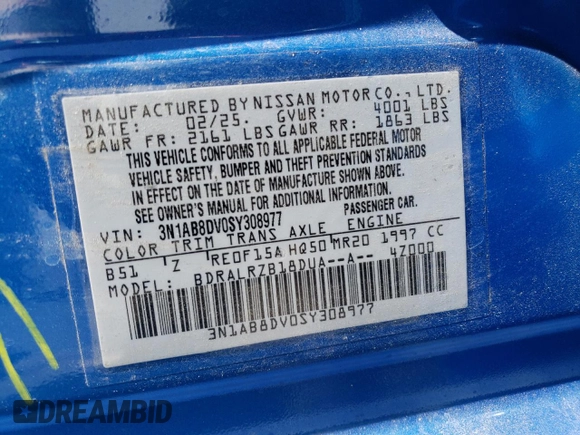 MANUFACTURED BY NISSAN MOTOR CO., LTD.
DATE: 02/25. GVWR: 4001 LBS
GAWR FR: 2161 LBS GAWR RR: 1863 LBS
THIS VEHICLE CONFORMS TO ALL APPLICABLE FEDERAL MOTOR
VEHICLE SAFETY, BUMPER AND THEFT PREVENTION STANDARDS
IN EFFECT ON THE DATE OF MANUFACTURE SHOWN ABOVE.
SEE OWNER'S MANUAL FOR ADDITIONAL INFORMATION.
VIN: 3N1AB8DV0SY308977 PASSENGER CAR.
COLOR TRIM TRANS AXLE ENGINE
B51 'Z 'RE0F15A HQ50 MR20 1997 CC
MODEL: BDRALRZB18DUA--A-- 4Z000
3N1AB8DV0SY308977
DREAMBID